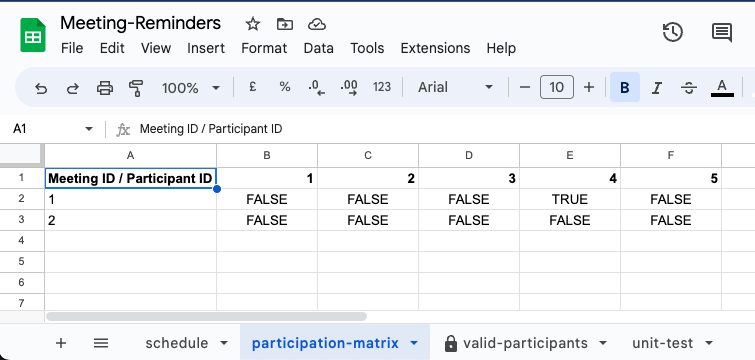 Meeting-Reminders
File Edit View Insert Format Data Tools Extensions Help
100% £ % .0 .00 123 Arial 10 B I S A
A1 fx Meeting ID / Participant ID
A B C D E F
1 Meeting ID / Participant ID 1 2 3 4 5
2 1 FALSE FALSE FALSE TRUE FALSE
3 2 FALSE FALSE FALSE FALSE FALSE
4
5
6
7
schedule participation-matrix valid-participants unit-test